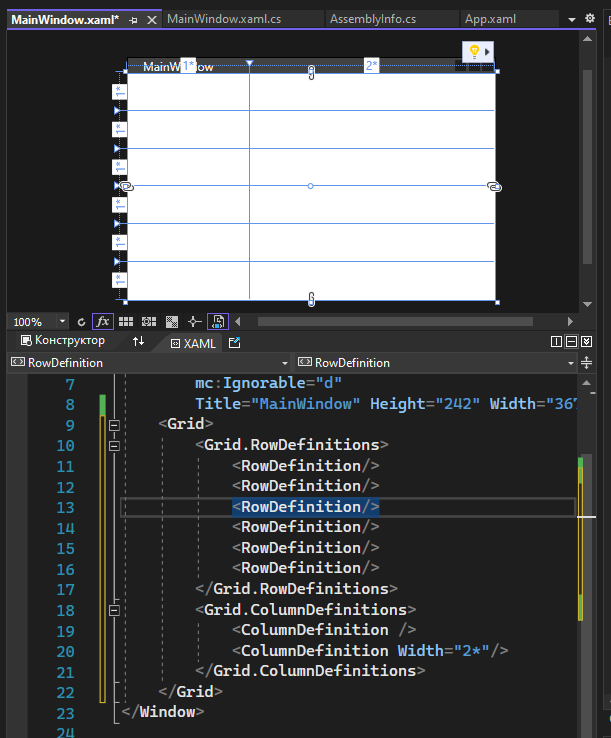 MainWindow.xaml* MainWindow.xaml.cs AssemblyInfo.cs App.xaml
MainWindow
1* 2*
1*
1*
1*
1*
1*
1*
100% fx
Конструктор XAML
RowDefinition RowDefinition
7 mc:Ignorable="d"
8 Title="MainWindow" Height="242" Width="367
9 <Grid>
10 <Grid.RowDefinitions>
11 <RowDefinition/>
12 <RowDefinition/>
13 <RowDefinition/>
14 <RowDefinition/>
15 <RowDefinition/>
16 <RowDefinition/>
17 </Grid.RowDefinitions>
18 <Grid.ColumnDefinitions>
19 <ColumnDefinition />
20 <ColumnDefinition Width="2*"/>
21 </Grid.ColumnDefinitions>
22 </Grid>
23 </Window>
24